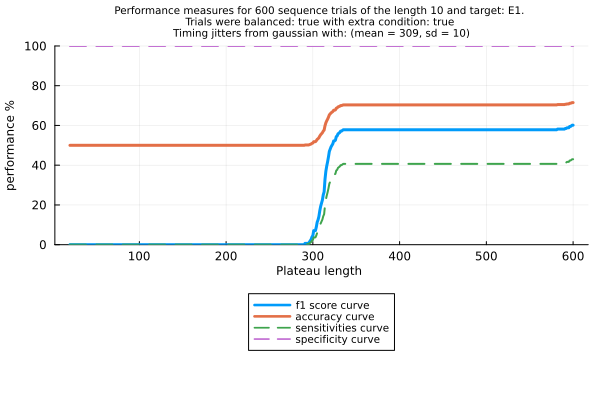 Performance measures for 600 sequence trials of the length 10 and target: E1.
Trials were balanced: true with extra condition: true
Timing jitters from gaussian with: (mean = 309, sd = 10)
100
80
60
40
20
0
performance %
100 200 300 400 500 600
Plateau length
f1 score curve
accuracy curve
sensitivities curve
specificity curve